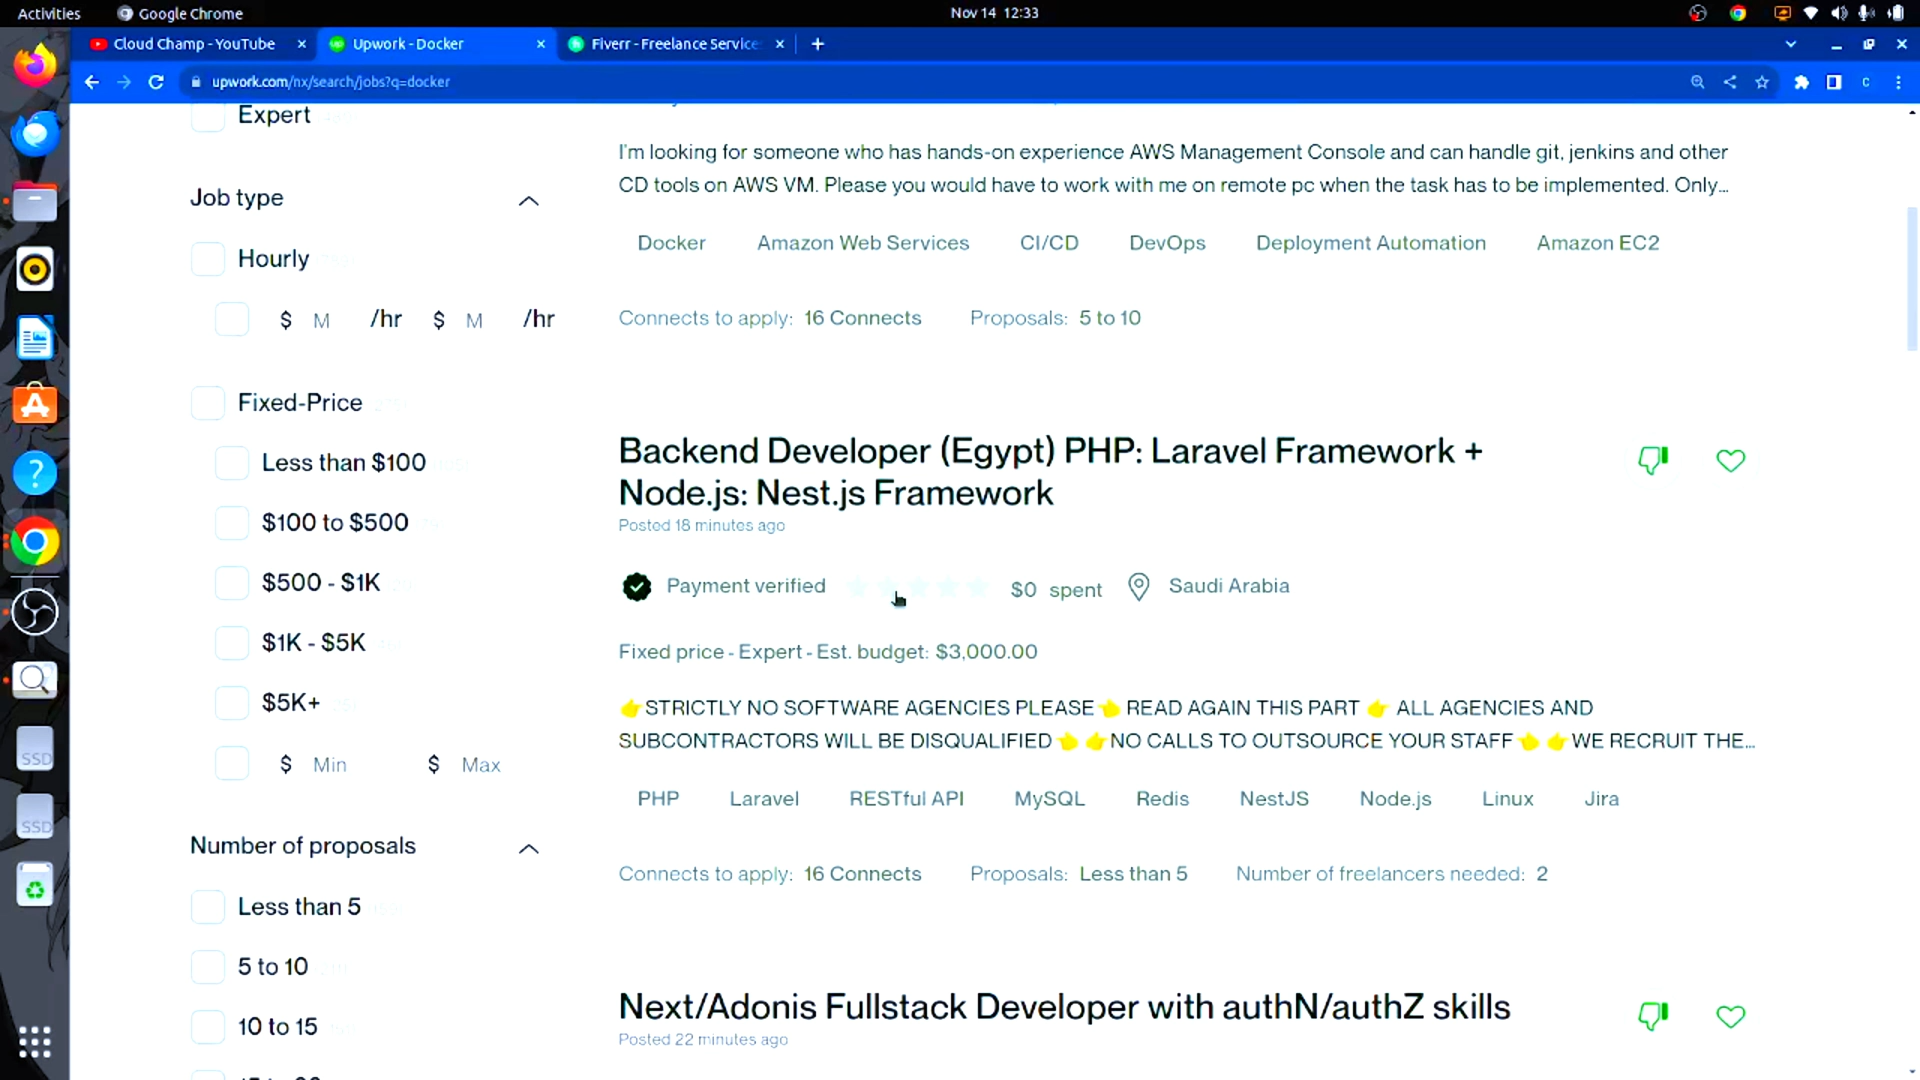 Activities
Google Chrome
Nov 14 12:33
Cloud Champ - YouTube
Upwork - Docker
Fiverr - Freelance Service
upwork.com/nx/search/jobs?q=docker
Expert
Job type
Hourly
$ M /hr $ M /hr
Fixed-Price
Less than $100
$100 to $500
$500 - $1K
$1K - $5K
$5K+
$ Min $ Max
Number of proposals
Less than 5
5 to 10
10 to 15
I'm looking for someone who has hands-on experience AWS Management Console and can handle git, jenkins and other
CD tools on AWS VM. Please you would have to work with me on remote pc when the task has to be implemented. Only...
Docker Amazon Web Services CI/CD DevOps Deployment Automation Amazon EC2
Connects to apply: 16 Connects Proposals: 5 to 10
Backend Developer (Egypt) PHP: Laravel Framework +
Node.js: Nest.js Framework
Posted 18 minutes ago
Payment verified $0 spent Saudi Arabia
Fixed price - Expert - Est. budget: $3,000.00
👉STRICTLY NO SOFTWARE AGENCIES PLEASE👈 READ AGAIN THIS PART 👉 ALL AGENCIES AND
SUBCONTRACTORS WILL BE DISQUALIFIED 👈 👉NO CALLS TO OUTSOURCE YOUR STAFF 👈 👉WE RECRUIT THE...
PHP Laravel RESTful API MySQL Redis NestJS Node.js Linux Jira
Connects to apply: 16 Connects Proposals: Less than 5 Number of freelancers needed: 2
Next/Adonis Fullstack Developer with authN/authZ skills
Posted 22 minutes ago
SSD
SSD